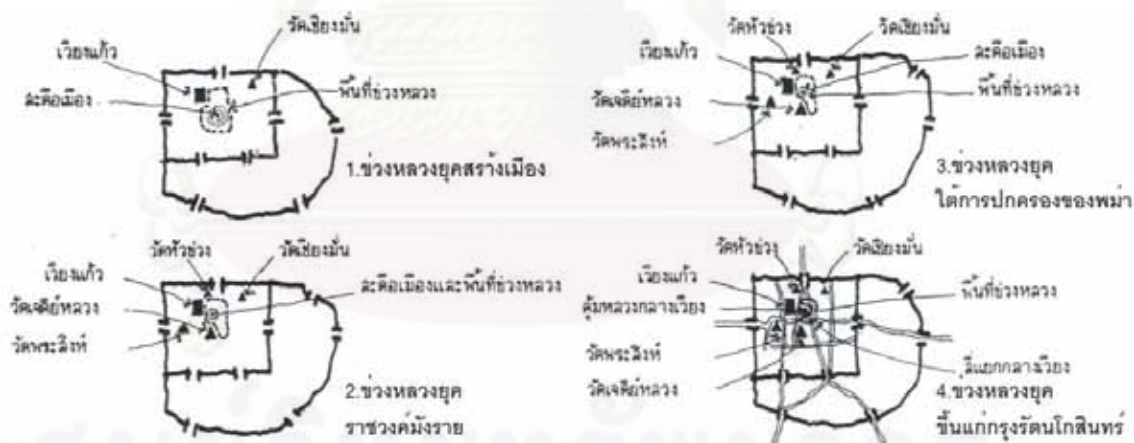 วัดเชียงมั่น
เวียงแก้ว
สะดือเมือง
พื้นที่ข่วงหลวง
1.ข่วงหลวงยุคสร้างเมือง
วัดหัวข่วง
วัดเชียงมั่น
เวียงแก้ว
สะดือเมือง
วัดเจดีย์หลวง
พื้นที่ข่วงหลวง
วัดพระสิงห์
3.ข่วงหลวงยุค
ใต้การปกครองของพม่า
วัดหัวข่วง
วัดเชียงมั่น
เวียงแก้ว
สะดือเมืองและพื้นที่ข่วงหลวง
วัดเจดีย์หลวง
วัดพระสิงห์
2.ข่วงหลวงยุค
ราชวงค์มังราย
วัดหัวข่วง
วัดเชียงมั่น
เวียงแก้ว
พื้นที่ข่วงหลวง
คุ้มหลวงกลางเวียง
วัดพระสิงห์
สี่แยกกลางเวียง
วัดเจดีย์หลวง
4.ข่วงหลวงยุค
ขึ้นแก่กรุงรัตนโกสินทร์